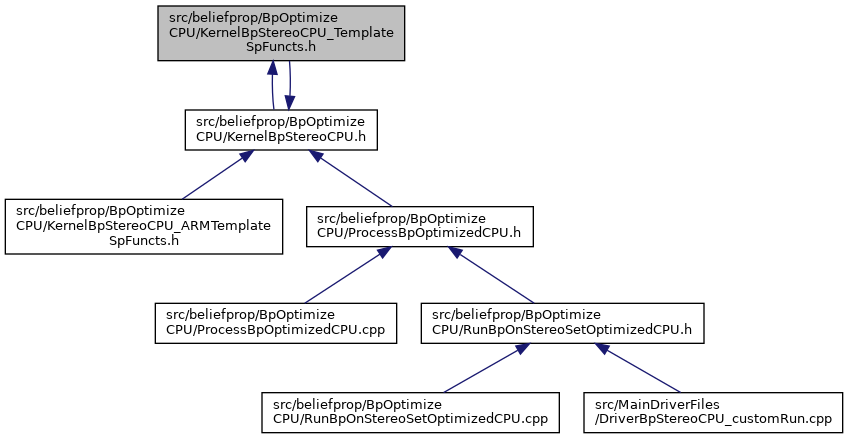 src/beliefprop/BpOptimize
CPU/KernelBpStereoCPU_Template
SpFuncts.h
src/beliefprop/BpOptimize
CPU/KernelBpStereoCPU.h
src/beliefprop/BpOptimize
CPU/KernelBpStereoCPU_ARMTemplate
SpFuncts.h
src/beliefprop/BpOptimize
CPU/ProcessBpOptimizedCPU.h
src/beliefprop/BpOptimize
CPU/ProcessBpOptimizedCPU.cpp
src/beliefprop/BpOptimize
CPU/RunBpOnStereoSetOptimizedCPU.h
src/beliefprop/BpOptimize
CPU/RunBpOnStereoSetOptimizedCPU.cpp
src/MainDriverFiles
/DriverBpStereoCPU_customRun.cpp